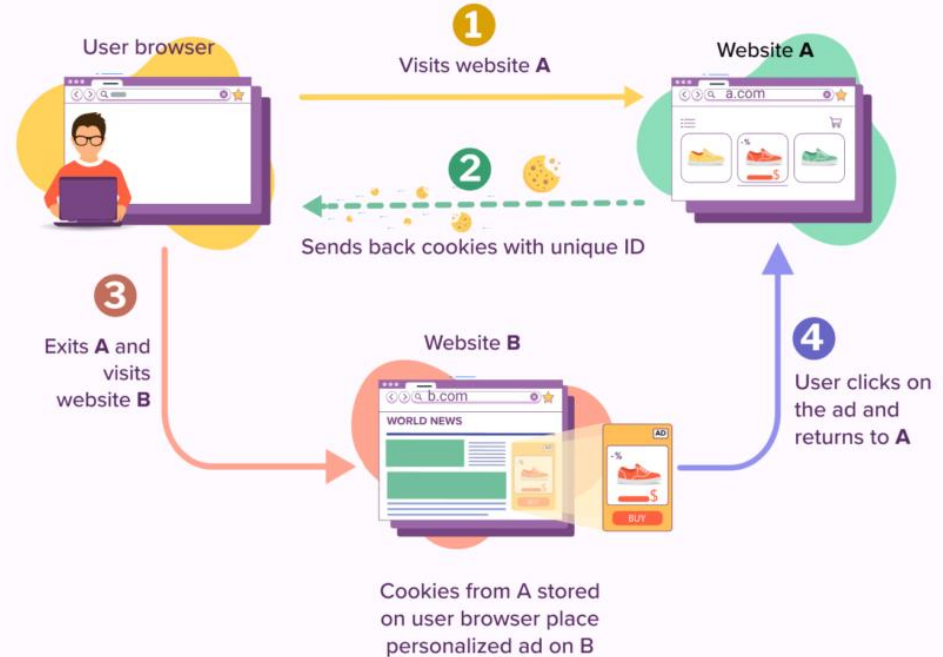 1
User browser
Visits website A
Website A
a.com
-%
$
2
Sends back cookies with unique ID
3
Exits A and
visits
website B
Website B
b.com
WORLD NEWS
AD
-%
$
BUY
AD
-%
$
BUY
4
User clicks on
the ad and
returns to A
Cookies from A stored
on user browser place
personalized ad on B